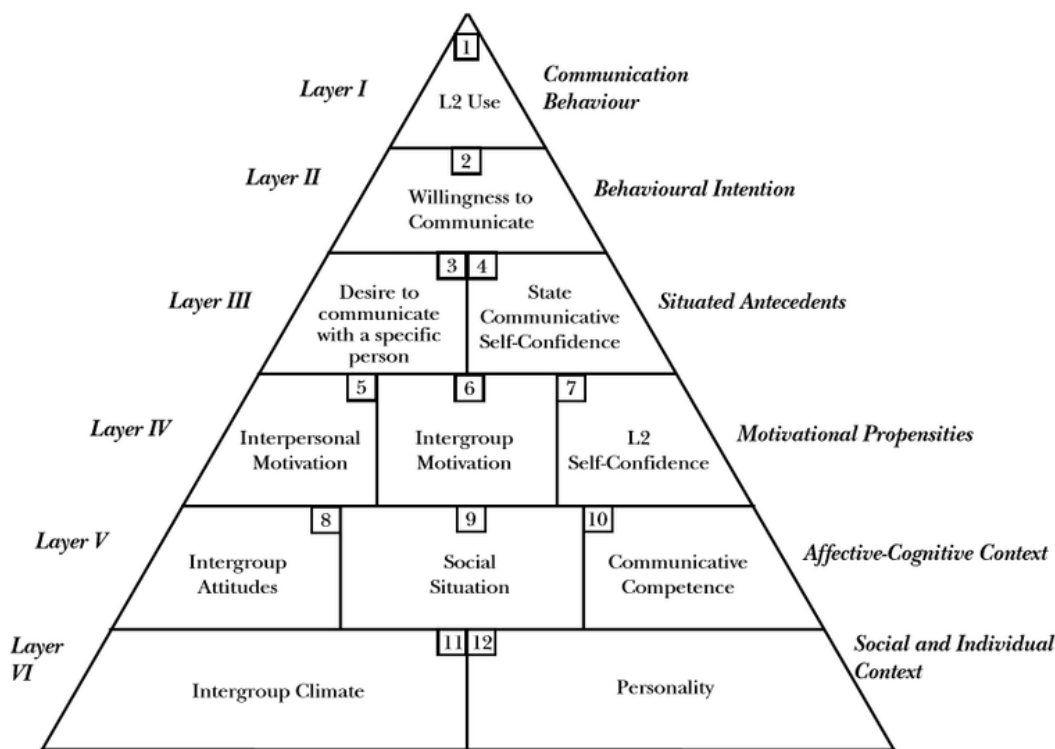 1
Layer I
L2 Use
Communication
Behaviour
2
Layer II
Willingness to
Communicate
Behavioural Intention
3
4
Layer III
Desire to
communicate
with a specific
person
State
Communicative
Self-Confidence
Situated Antecedents
5
6
7
Layer IV
Interpersonal
Motivation
Intergroup
Motivation
L2
Self-Confidence
Motivational Propensities
8
9
10
Layer V
Intergroup
Attitudes
Social
Situation
Communicative
Competence
Affective-Cognitive Context
11
12
Layer
VI
Intergroup Climate
Personality
Social and Individual
Context